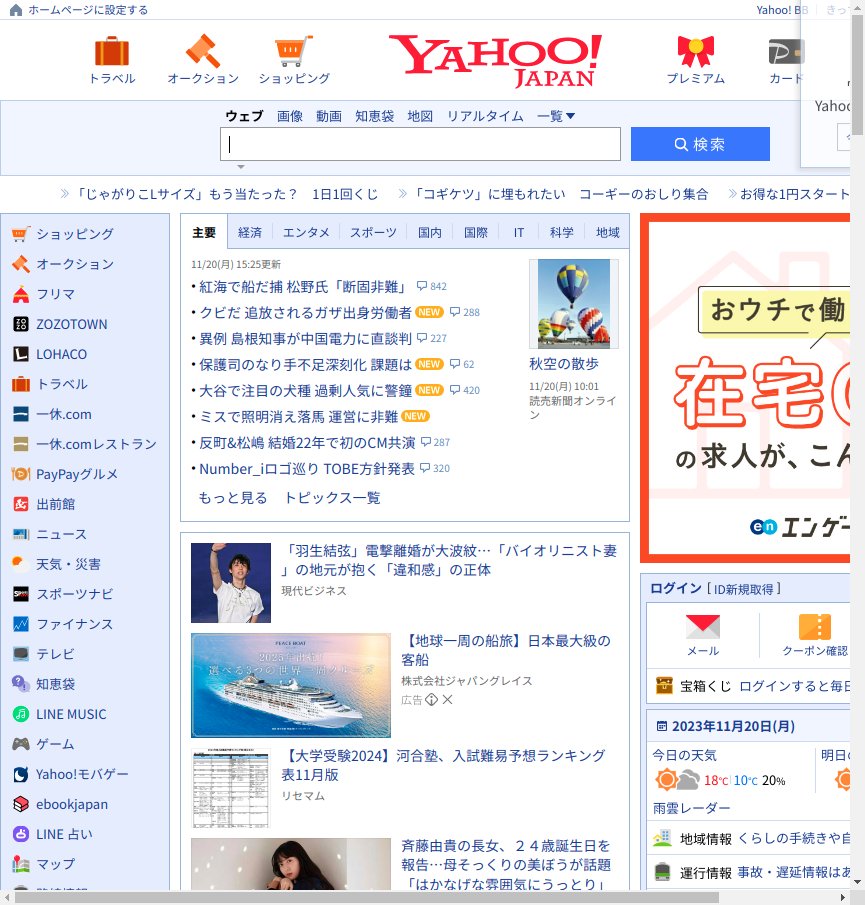 ホームページに設定する
Yahoo! BB
きっ
トラベル
オークション
ショッピング
YAHOO!
JAPAN
プレミアム
カード
Yahoo
ウェブ 画像 動画 知恵袋 地図 リアルタイム 一覧
検索
「じゃがりこLサイズ」もう当たった? 1日1回くじ
「コギケツ」に埋もれたい コーギーのおしり集合
お得な1円スタート
ショッピング
オークション
フリマ
ZOZOTOWN
LOHACO
トラベル
一休.com
一休.comレストラン
PayPayグルメ
出前館
ニュース
天気・災害
スポーツナビ
ファイナンス
テレビ
知恵袋
LINE MUSIC
ゲーム
Yahoo!モバゲー
ebookjapan
LINE 占い
マップ
主要 経済 エンタメ スポーツ 国内 国際 IT 科学 地域
11/20(月) 15:25更新
・紅海で船だ捕 松野氏「断固非難」 842
・クビだ 追放されるガザ出身労働者 NEW 288
・異例 島根知事が中国電力に直談判 227
・保護司のなり手不足深刻化 課題は NEW 62
・大谷で注目の犬種 過剰人気に警鐘 NEW 420
・ミスで照明消え落馬 運営に非難 NEW
・反町&松嶋 結婚22年で初のCM共演 287
・Number_iロゴ巡り TOBE方針発表 320
もっと見る トピックス一覧
秋空の散歩
11/20(月) 10:01
読売新聞オンライ
ン
「羽生結弦」電撃離婚が大波紋…「バイオリニスト妻
」の地元が抱く「違和感」の正体
現代ビジネス
PEACE BOAT
2025年出航!
選べる3つの世界一周クルーズ
【地球一周の船旅】日本最大級の
客船
株式会社ジャパングレイス
広告
【大学受験2024】河合塾、入試難易予想ランキング
表11月版
リセマム
斉藤由貴の長女、２４歳誕生日を
報告…母そっくりの美ぼうが話題
「はかなげな雰囲気にうっとり」
おウチで働
在宅
の求人が、こん
en エンゲー
ログイン [ ID新規取得 ]
メール
クーポン確認
宝箱くじ ログインすると毎日
2023年11月20日(月)
今日の天気
明日の
18℃ 10℃ 20%
雨雲レーダー
地域情報 くらしの手続きや自
運行情報 事故・遅延情報はあ